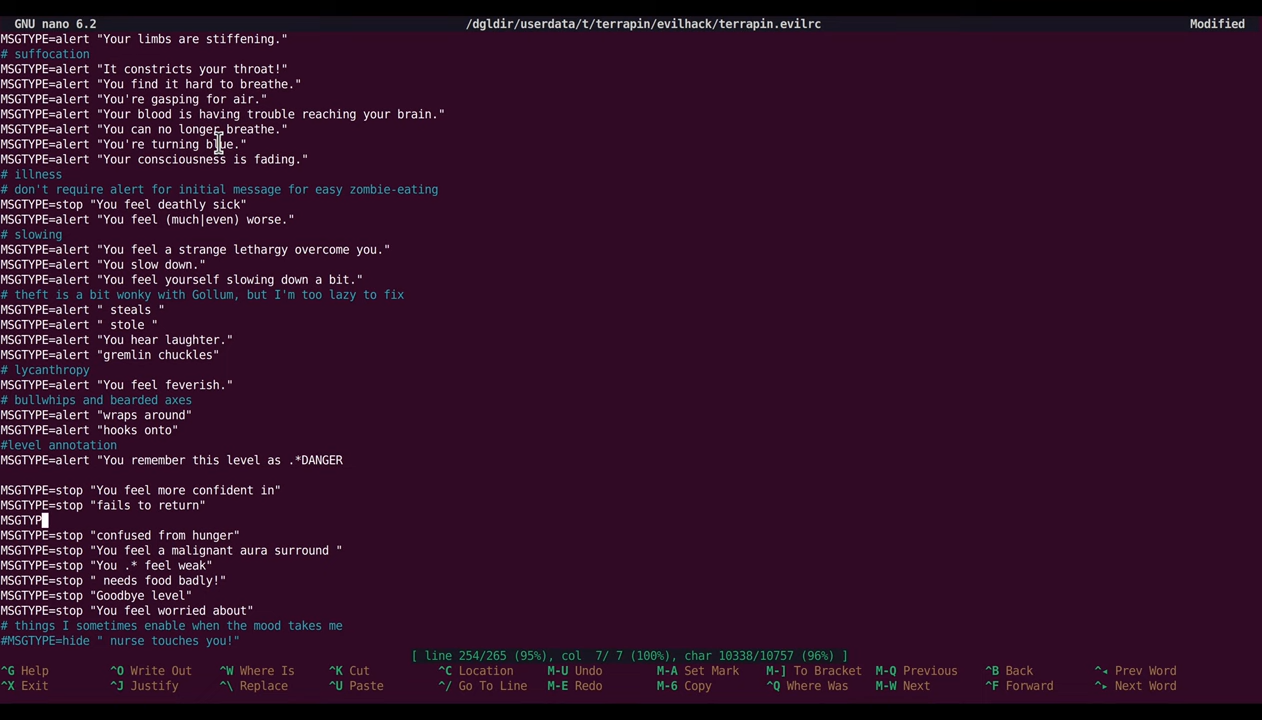 GNU nano 6.2 /dgldir/userdata/t/terrapin/evilhack/terrapin.evilrc Modified
MSGTYPE=alert "Your limbs are stiffening."
# suffocation
MSGTYPE=alert "It constricts your throat!"
MSGTYPE=alert "You find it hard to breathe."
MSGTYPE=alert "You're gasping for air."
MSGTYPE=alert "Your blood is having trouble reaching your brain."
MSGTYPE=alert "You can no longer breathe."
MSGTYPE=alert "You're turning blue."
MSGTYPE=alert "Your consciousness is fading."
# illness
# don't require alert for initial message for easy zombie-eating
MSGTYPE=stop "You feel deathly sick"
MSGTYPE=alert "You feel (much|even) worse."
# slowing
MSGTYPE=alert "You feel a strange lethargy overcome you."
MSGTYPE=alert "You slow down."
MSGTYPE=alert "You feel yourself slowing down a bit."
# theft is a bit wonky with Gollum, but I'm too lazy to fix
MSGTYPE=alert " steals "
MSGTYPE=alert " stole "
MSGTYPE=alert "You hear laughter."
MSGTYPE=alert "gremlin chuckles"
# lycanthropy
MSGTYPE=alert "You feel feverish."
# bullwhips and bearded axes
MSGTYPE=alert "wraps around"
MSGTYPE=alert "hooks onto"
#level annotation
MSGTYPE=alert "You remember this level as .*DANGER
MSGTYPE=stop "You feel more confident in"
MSGTYPE=stop "fails to return"
MSGTYP
MSGTYPE=stop "confused from hunger"
MSGTYPE=stop "You feel a malignant aura surround "
MSGTYPE=stop "You .* feel weak"
MSGTYPE=stop " needs food badly!"
MSGTYPE=stop "Goodbye level"
MSGTYPE=stop "You feel worried about"
# things I sometimes enable when the mood takes me
#MSGTYPE=hide " nurse touches you!"
[ line 254/265 (95%), col 7/ 7 (100%), char 10338/10757 (96%) ]
^G Help ^O Write Out ^W Where Is ^K Cut ^C Location M-U Undo M-A Set Mark M-] To Bracket M-Q Previous ^B Back ^◂ Prev Word
^X Exit ^J Justify ^\ Replace ^U Paste ^/ Go To Line M-E Redo M-6 Copy ^Q Where Was M-W Next ^F Forward ^▸ Next Word